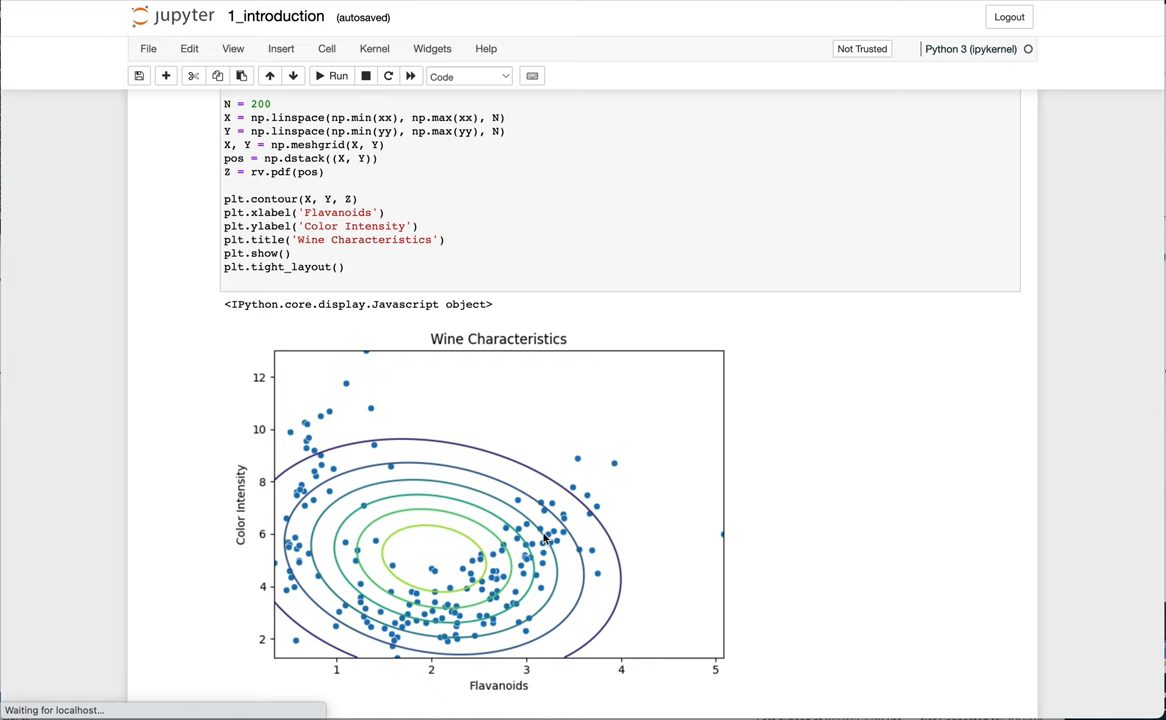 jupyter 1_introduction (autosaved)
Logout
File Edit View Insert Cell Kernel Widgets Help
Not Trusted
Python 3 (ipykernel)
Run
Code
N = 200
X = np.linspace(np.min(xx), np.max(xx), N)
Y = np.linspace(np.min(yy), np.max(yy), N)
X, Y = np.meshgrid(X, Y)
pos = np.dstack((X, Y))
Z = rv.pdf(pos)
plt.contour(X, Y, Z)
plt.xlabel('Flavanoids')
plt.ylabel('Color Intensity')
plt.title('Wine Characteristics')
plt.show()
plt.tight_layout()
<IPython.core.display.Javascript object>
Wine Characteristics
12
10
8
6
4
2
Color Intensity
1 2 3 4 5
Flavanoids
Waiting for localhost...